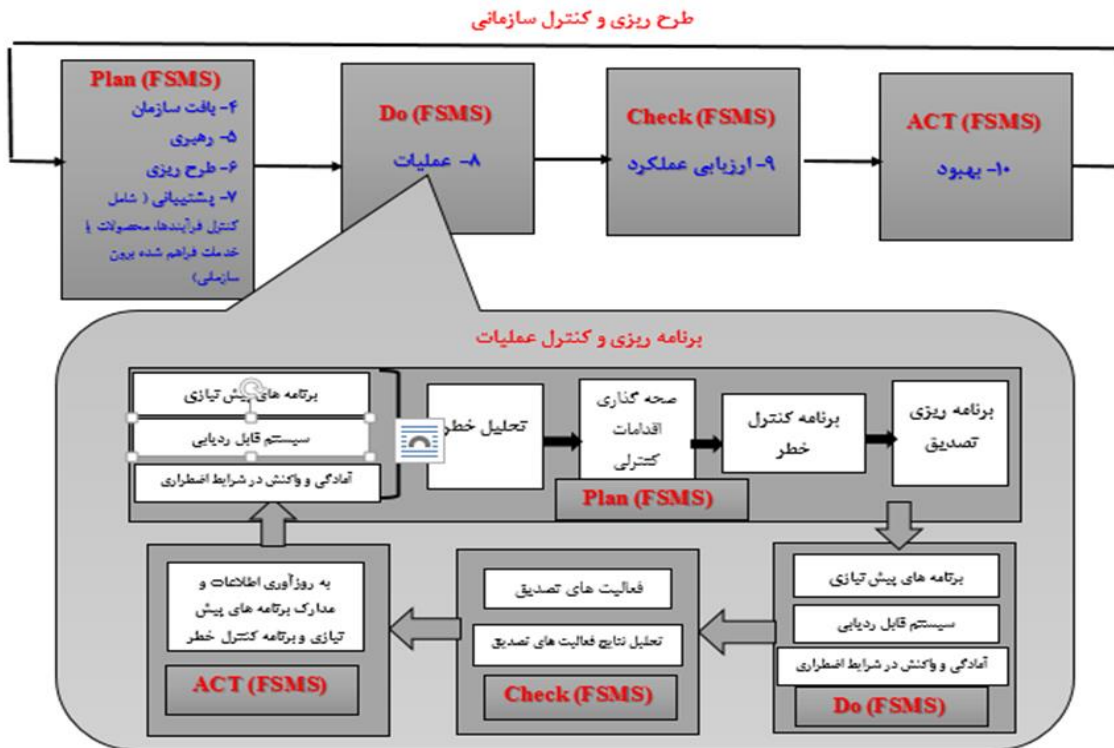 طرح ریزی و کنترل سازمانی
Plan (FSMS)
۴- بافت سازمان
۵- رهبری
۶- طرح ریزی
۷- پشتیبانی ( شامل
کنترل فرآیندها، محصولات یا
خدمات فراهم شده برون
سازمانی)
Do (FSMS)
۸- عملیات
Check (FSMS)
۹- ارزیابی عملکرد
ACT (FSMS)
۱۰- بهبود
برنامه ریزی و کنترل عملیات
برنامه های پیش نیازی
سیستم قابل ردیابی
آمادگی و واکنش در شرایط اضطراری
تحلیل خطر
صحه گذاری
اقدامات
کنترلی
برنامه کنترل
خطر
برنامه ریزی
تصدیق
Plan (FSMS)
برنامه های پیش نیازی
سیستم قابل ردیابی
آمادگی و واکنش در شرایط اضطراری
Do (FSMS)
فعالیت های تصدیق
تحلیل نتایج فعالیت های تصدیق
Check (FSMS)
به روزآوری اطلاعات و
مدارک برنامه های پیش
نیازی و برنامه کنترل خطر
ACT (FSMS)